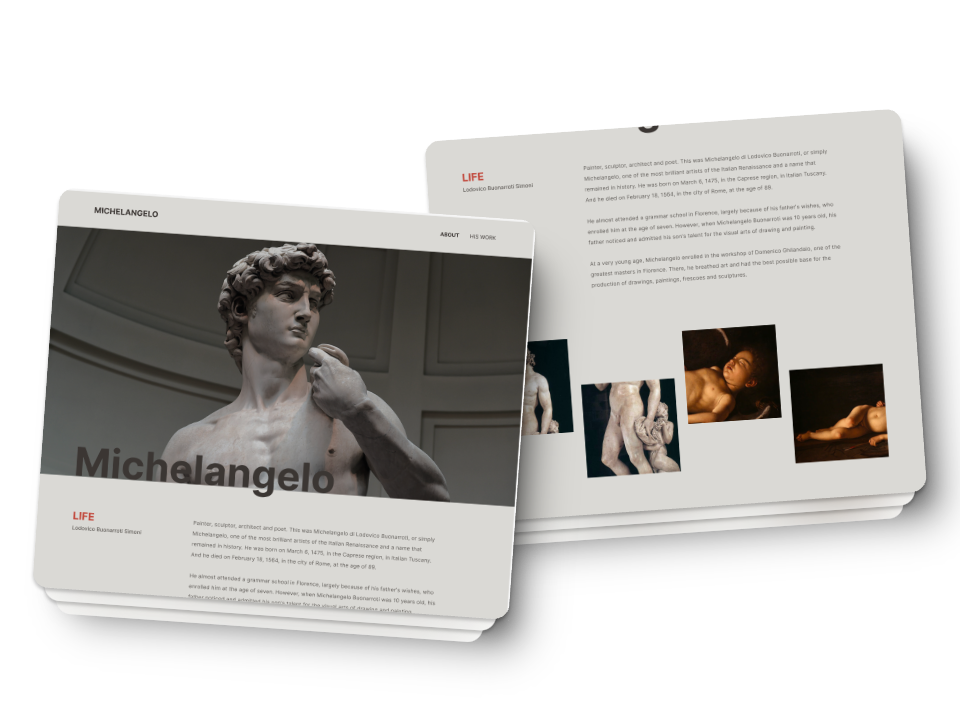 MICHELANGELO
ABOUT HIS WORK
Michelangelo
LIFE
Lodovico Buonarroti Simoni
Painter, sculptor, architect and poet. This was Michelangelo di Lodovico Buonarroti, or simply
Michelangelo, one of the most brilliant artists of the Italian Renaissance and a name that
remained in history. He was born on March 6, 1475, in the Caprese region, in Italian Tuscany.
And he died on February 18, 1564, in the city of Rome, at the age of 88.
He almost attended a grammar school in Florence, largely because of his father's wishes, who
enrolled him at the age of seven. However, when Michelangelo Buonarroti was 10 years old, his
father noticed and admitted his son's talent for the visual arts of drawing and painting.
g
LIFE
Lodovico Buonarroti Simoni
Painter, sculptor, architect and poet. This was Michelangelo di Lodovico Buonarroti, or simply
Michelangelo, one of the most brilliant artists of the Italian Renaissance and a name that
remained in history. He was born on March 6, 1475, in the Caprese region, in Italian Tuscany.
And he died on February 18, 1564, in the city of Rome, at the age of 88.
He almost attended a grammar school in Florence, largely because of his father's wishes, who
enrolled him at the age of seven. However, when Michelangelo Buonarroti was 10 years old, his
father noticed and admitted his son's talent for the visual arts of drawing and painting.
At a very young age, Michelangelo enrolled in the workshop of Domenico Ghirlandaio, one of the
greatest masters in Florence. There, he breathed art and had the best possible base for the
production of drawings, paintings, frescoes and sculptures.